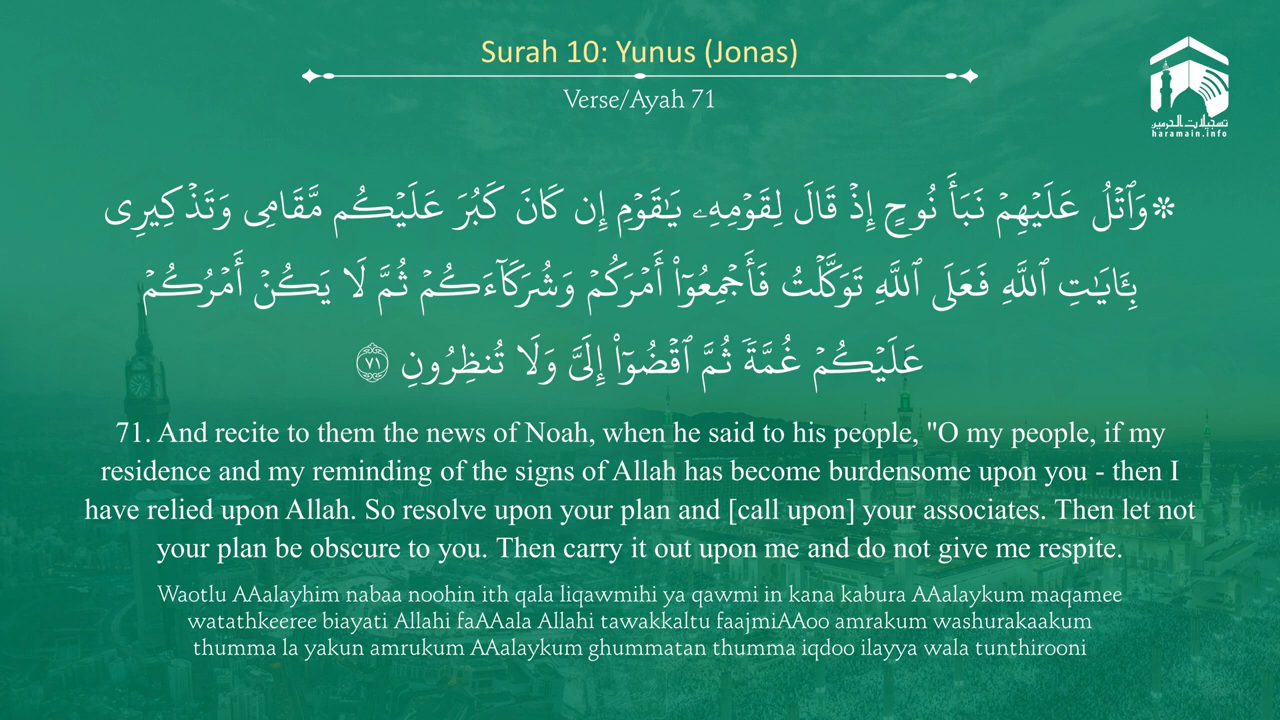 Surah 10: Yunus (Jonas)
Verse/Ayah 71
تسجيلات الحرمين
haramain.info
۞وَٱتۡلُ عَلَيۡهِمۡ نَبَأَ نُوحٍ إِذۡ قَالَ لِقَوۡمِهِۦ يَٰقَوۡمِ إِن كَانَ كَبُرَ عَلَيۡكُم مَّقَامِي وَتَذۡكِيرِي
بِـَٔايَٰتِ ٱللَّهِ فَعَلَى ٱللَّهِ تَوَكَّلۡتُ فَأَجۡمِعُوٓاْ أَمۡرَكُمۡ وَشُرَكَآءَكُمۡ ثُمَّ لَا يَكُنۡ أَمۡرُكُمۡ
عَلَيۡكُمۡ غُمَّةٗ ثُمَّ ٱقۡضُوٓاْ إِلَيَّ وَلَا تُنظِرُونِ ٧١
71. And recite to them the news of Noah, when he said to his people, "O my people, if my
residence and my reminding of the signs of Allah has become burdensome upon you - then I
have relied upon Allah. So resolve upon your plan and [call upon] your associates. Then let not
your plan be obscure to you. Then carry it out upon me and do not give me respite.
Waotlu AAalayhim nabaa noohin ith qala liqawmihi ya qawmi in kana kabura AAalaykum maqamee
watathkeeree biayati Allahi faAAala Allahi tawakkaltu faajmiAAoo amrakum washurakaakum
thumma la yakun amrukum AAalaykum ghummatan thumma iqdoo ilayya wala tunthirooni